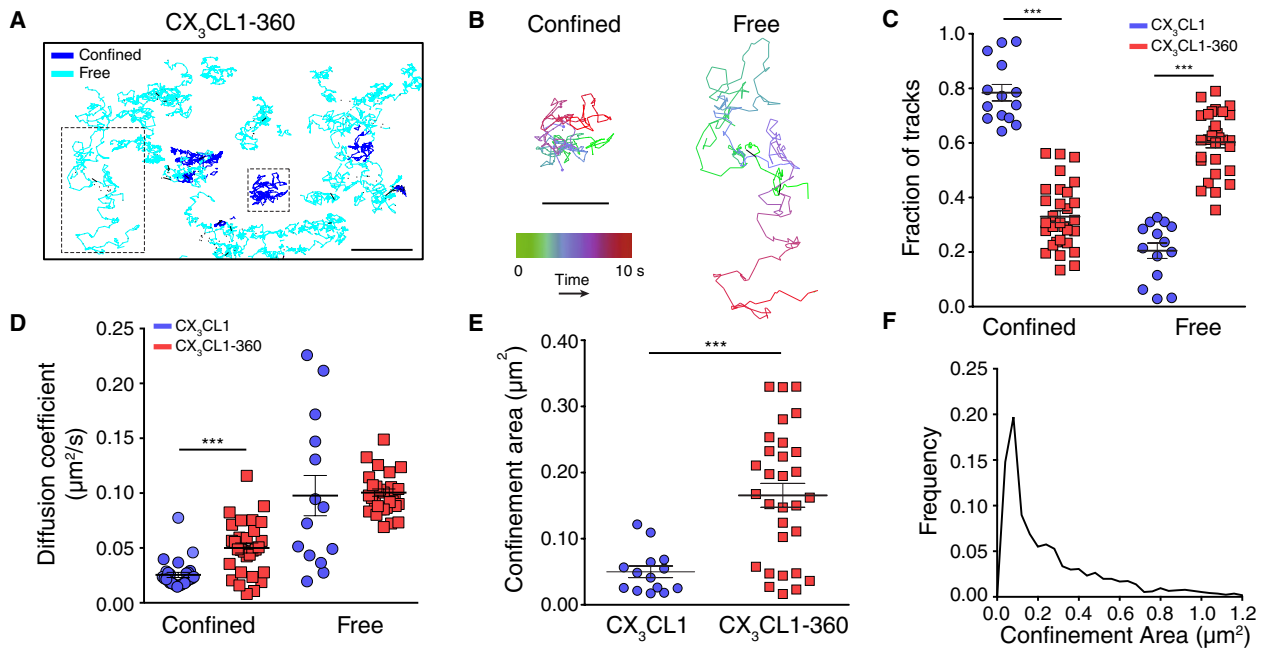 A
CX₃CL1-360
Confined
Free
B
Confined
Free
0
10 s
Time
C
CX₃CL1
CX₃CL1-360
***
***
Fraction of tracks
1.0
0.8
0.6
0.4
0.2
0.0
Confined
Free
D
CX₃CL1
CX₃CL1-360
***
Diffusion coefficient
(μm²/s)
0.25
0.20
0.15
0.10
0.05
0.00
Confined
Free
E
***
Confinement area (μm²)
0.40
0.30
0.20
0.10
0.00
CX₃CL1
CX₃CL1-360
F
Frequency
0.20
0.15
0.10
0.05
0.00
0.0 0.2 0.4 0.6 0.8 1.0 1.2
Confinement Area (μm²)